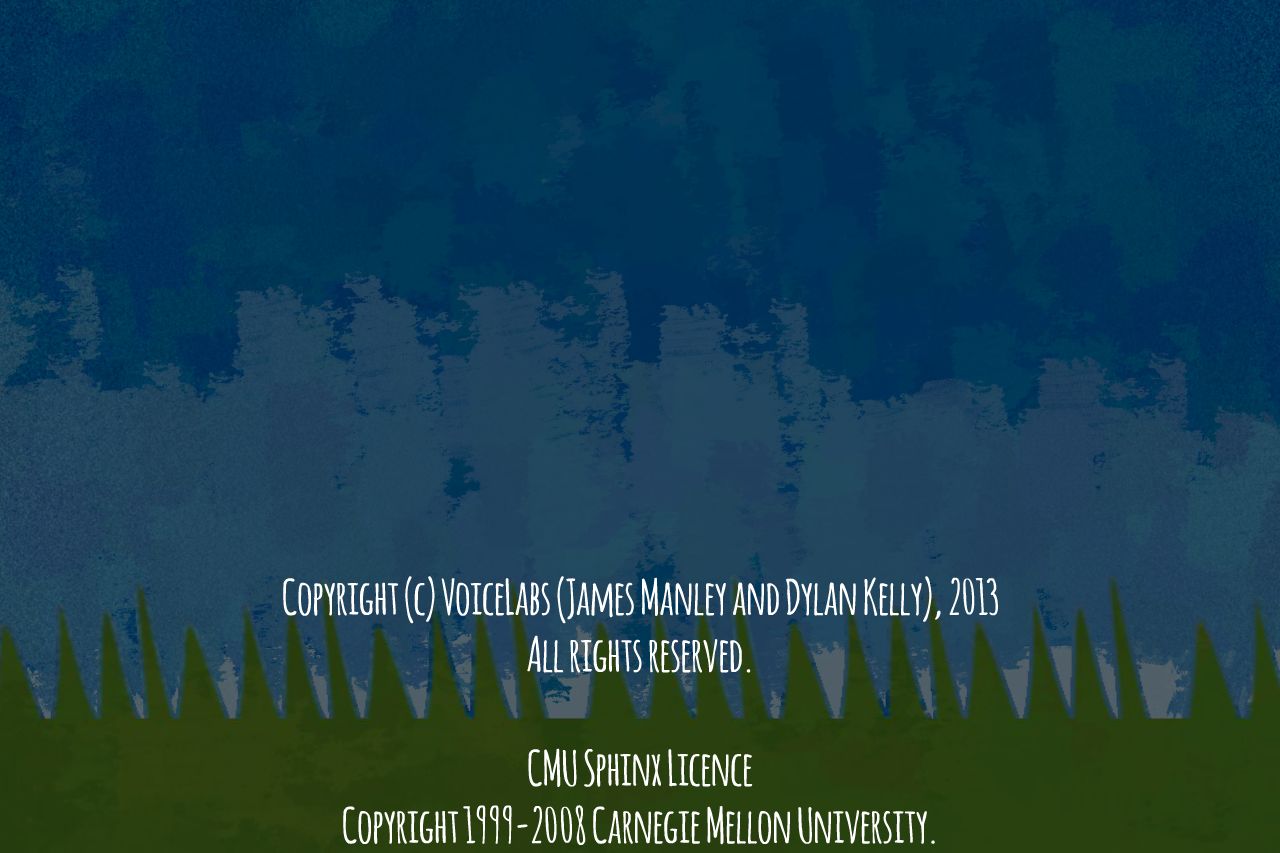 Copyright (c) VoiceLabs (James Manley and Dylan Kelly), 2013
All rights reserved.
CMU Sphinx Licence
Copyright 1999-2008 Carnegie Mellon University.